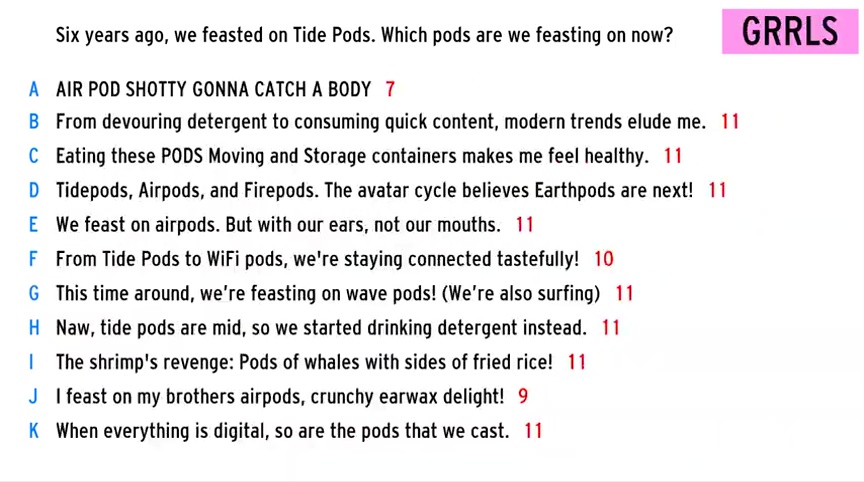 Six years ago, we feasted on Tide Pods. Which pods are we feasting on now?
GRRLS
A AIR POD SHOTTY GONNA CATCH A BODY 7
B From devouring detergent to consuming quick content, modern trends elude me. 11
C Eating these PODS Moving and Storage containers makes me feel healthy. 11
D Tidepods, Airpods, and Firepods. The avatar cycle believes Earthpods are next! 11
E We feast on airpods. But with our ears, not our mouths. 11
F From Tide Pods to WiFi pods, we're staying connected tastefully! 10
G This time around, we’re feasting on wave pods! (We’re also surfing) 11
H Naw, tide pods are mid, so we started drinking detergent instead. 11
I The shrimp's revenge: Pods of whales with sides of fried rice! 11
J I feast on my brothers airpods, crunchy earwax delight! 9
K When everything is digital, so are the pods that we cast. 11